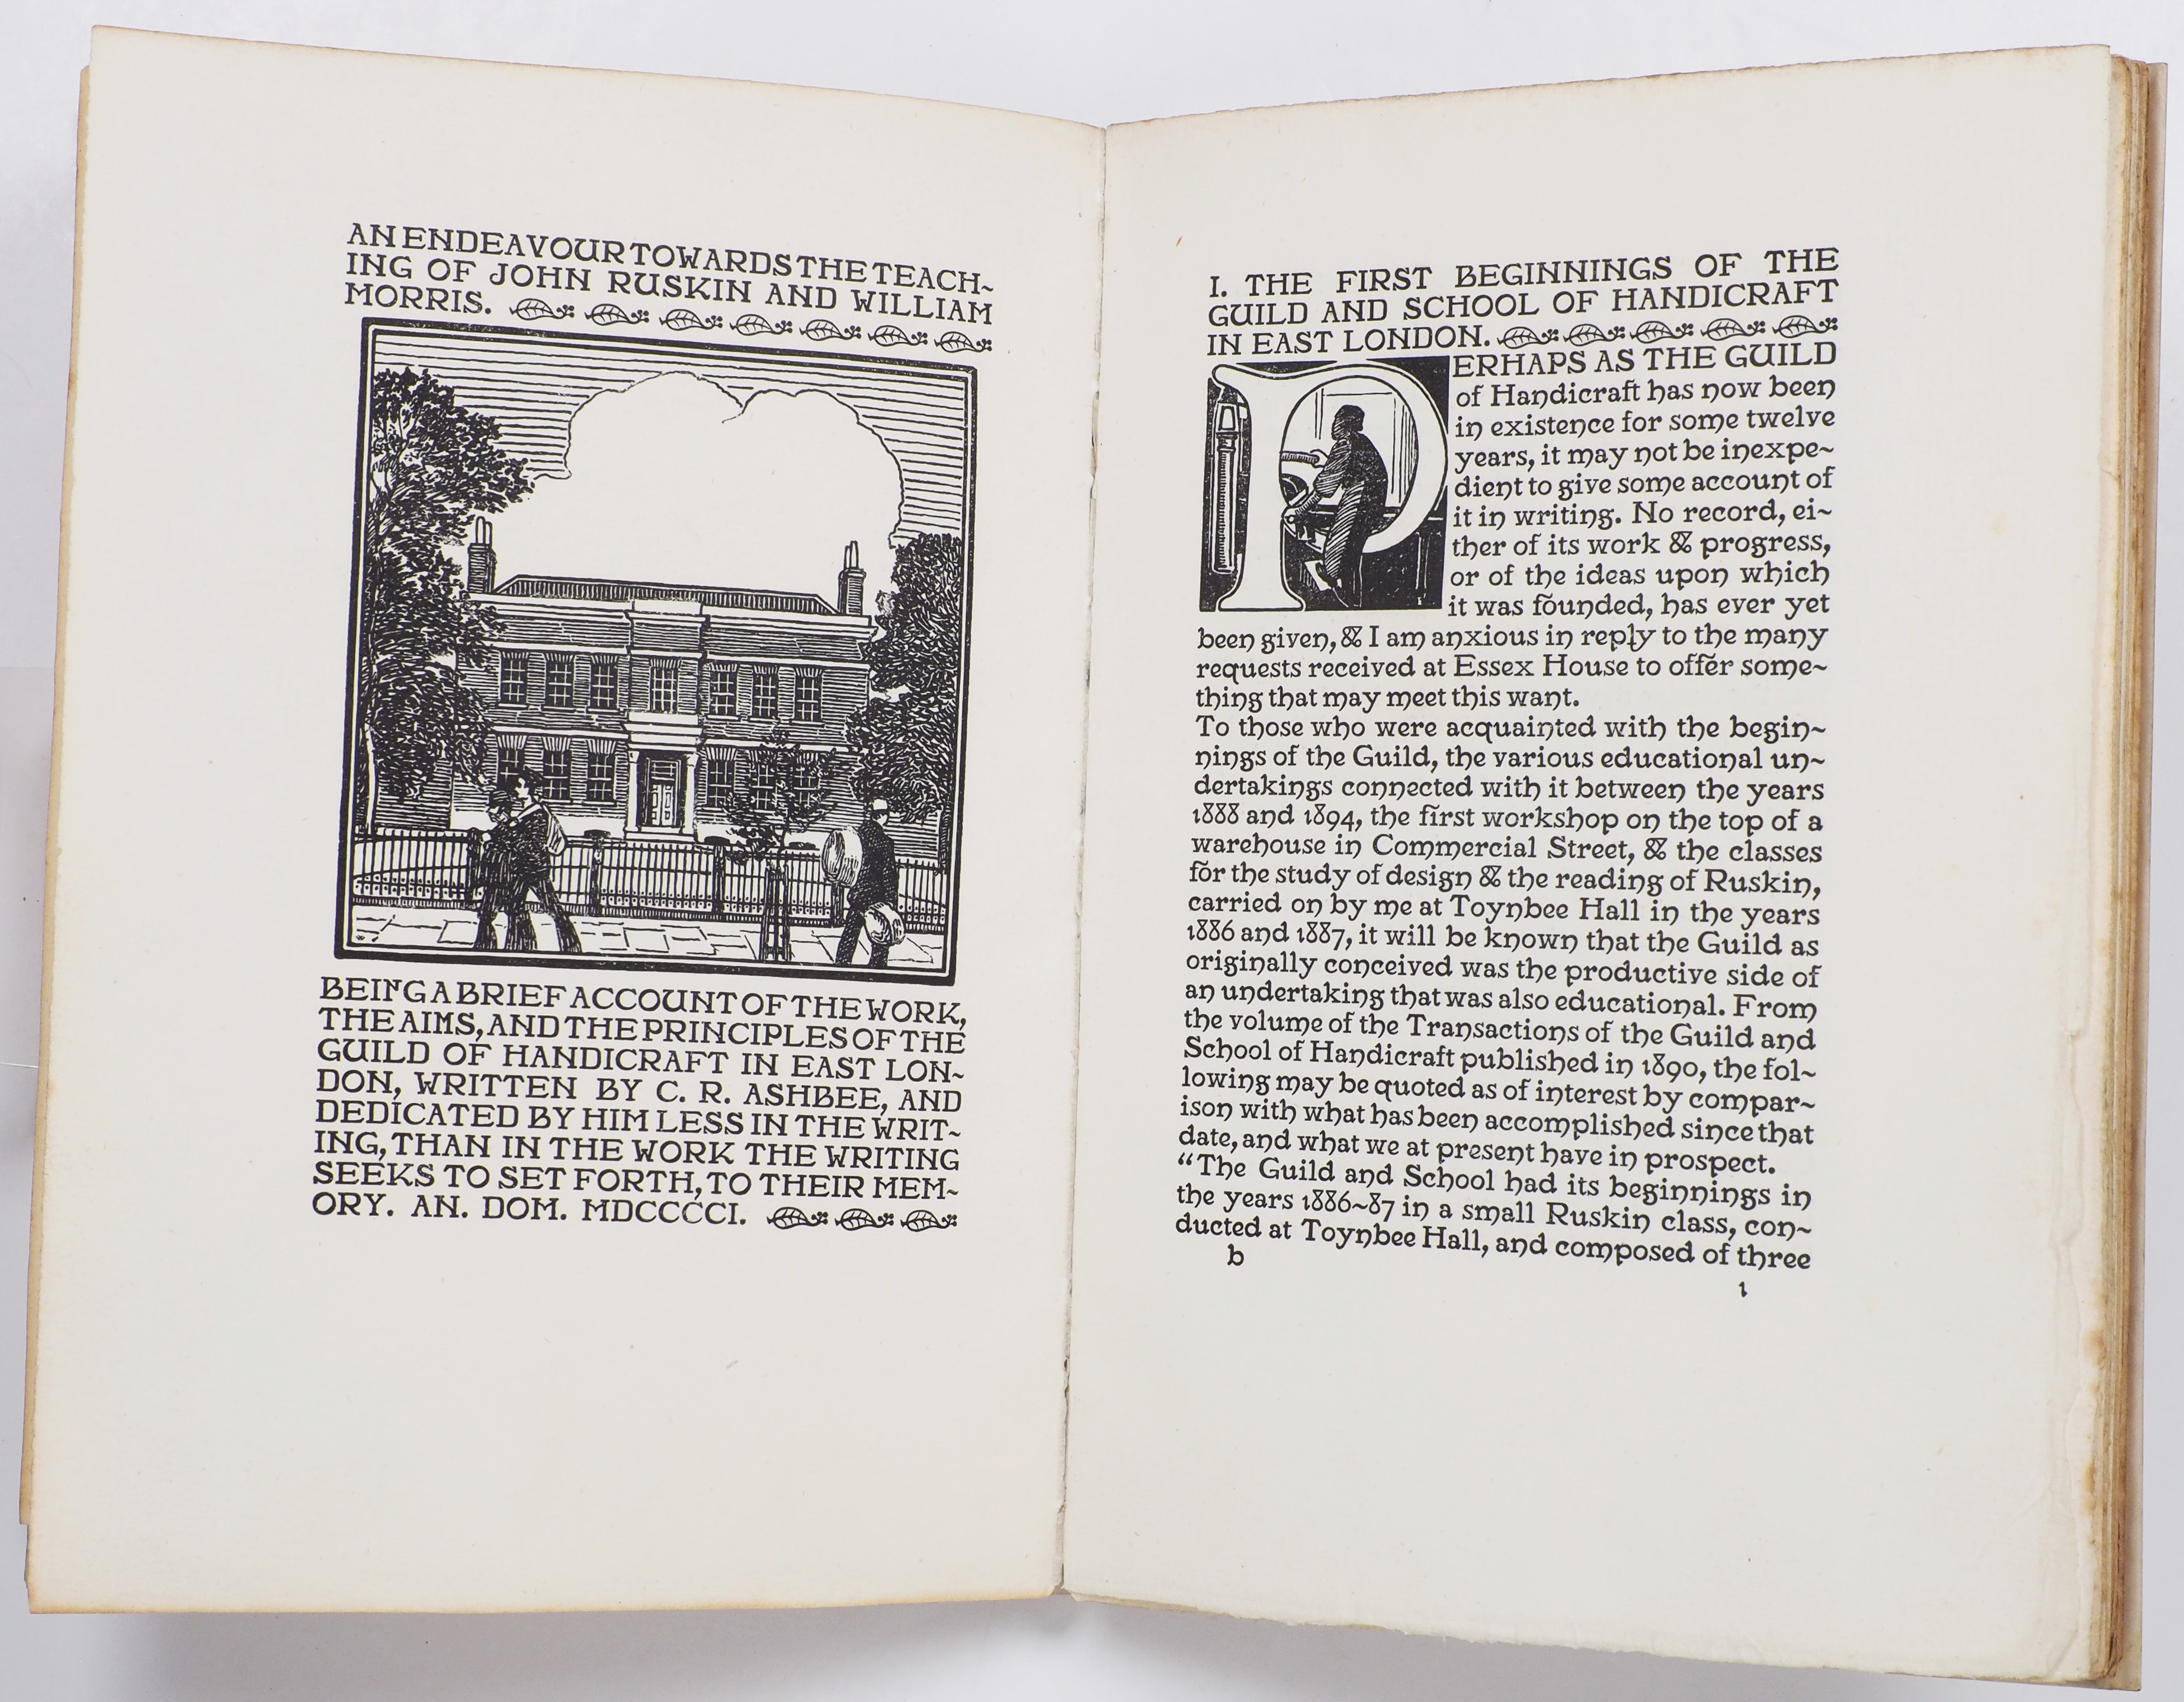 AN ENDEAVOUR TOWARDS THE TEACH~
ING OF JOHN RUSKIN AND WILLIAM
MORRIS.
BEING A BRIEF ACCOUNT OF THE WORK,
THE AIMS, AND THE PRINCIPLES OF THE
GUILD OF HANDICRAFT IN EAST LON~
DON, WRITTEN BY C. R. ASHBEE, AND
DEDICATED BY HIM LESS IN THE WRIT~
ING, THAN IN THE WORK THE WRITING
SEEKS TO SET FORTH, TO THEIR MEM~
ORY. AN. DOM. MDCCCCI.
I. THE FIRST BEGINNINGS OF THE
GUILD AND SCHOOL OF HANDICRAFT
IN EAST LONDON.
PERHAPS AS THE GUILD
of Handicraft has now been
in existence for some twelve
years, it may not be inexpe~
dient to give some account of
it in writing. No record, ei~
ther of its work & progress,
or of the ideas upon which
it was founded, has ever yet
been given, & I am anxious in reply to the many
requests received at Essex House to offer some~
thing that may meet this want.
To those who were acquainted with the begin~
nings of the Guild, the various educational un~
dertakings connected with it between the years
1888 and 1894, the first workshop on the top of a
warehouse in Commercial Street, & the classes
for the study of design & the reading of Ruskin,
carried on by me at Toynbee Hall in the years
1886 and 1887, it will be known that the Guild as
originally conceived was the productive side of
an undertaking that was also educational. From
the volume of the Transactions of the Guild and
School of Handicraft published in 1890, the fol~
lowing may be quoted as of interest by compar~
ison with what has been accomplished since that
date, and what we at present have in prospect.
"The Guild and School had its beginnings in
the years 1886~87 in a small Ruskin class, con~
ducted at Toynbee Hall, and composed of three
b
1